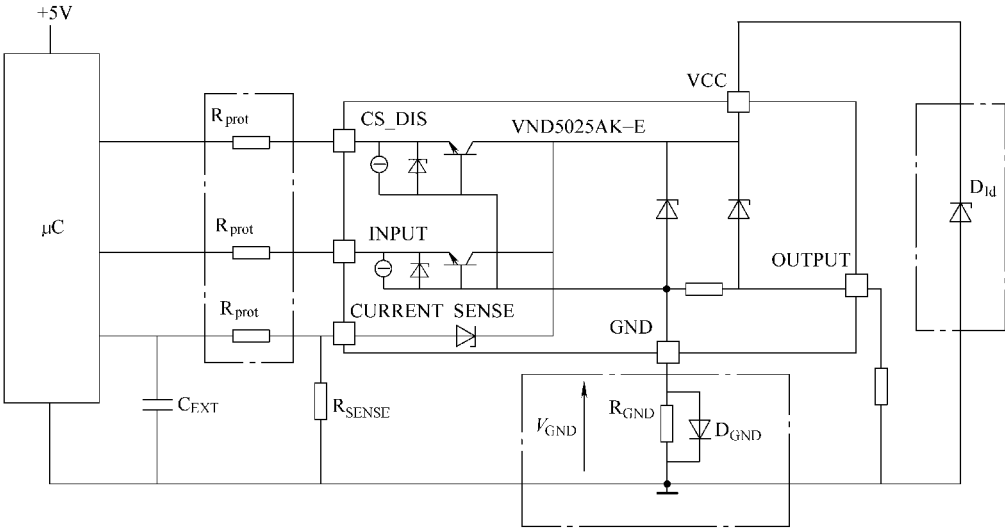 +5V
VCC
R_prot
CS_DIS
VND5025AK–E
D_ld
μC
R_prot
INPUT
OUTPUT
R_prot
CURRENT SENSE
GND
C_EXT
R_SENSE
V_GND
R_GND
D_GND